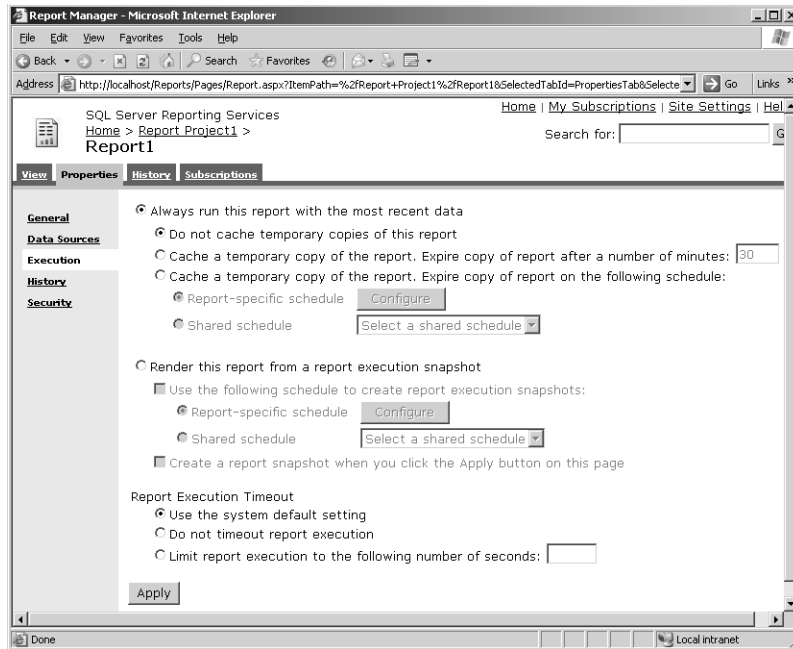 Report Manager - Microsoft Internet Explorer
File Edit View Favorites Tools Help
Back Search Favorites
Address http://localhost/Reports/Pages/Report.aspx?ItemPath=%2fReport+Project1%2fReport1&SelectedTabId=PropertiesTab&Selecte Go Links »
Home | My Subscriptions | Site Settings | Hel
SQL Server Reporting Services
Home > Report Project1 >
Search for: G
Report1
View Properties History Subscriptions
General
Data Sources
Execution
History
Security
Always run this report with the most recent data
Do not cache temporary copies of this report
Cache a temporary copy of the report. Expire copy of report after a number of minutes: 30
Cache a temporary copy of the report. Expire copy of report on the following schedule:
Report-specific schedule Configure
Shared schedule Select a shared schedule
Render this report from a report execution snapshot
Use the following schedule to create report execution snapshots:
Report-specific schedule Configure
Shared schedule Select a shared schedule
Create a report snapshot when you click the Apply button on this page
Report Execution Timeout
Use the system default setting
Do not timeout report execution
Limit report execution to the following number of seconds:
Apply
Done Local intranet